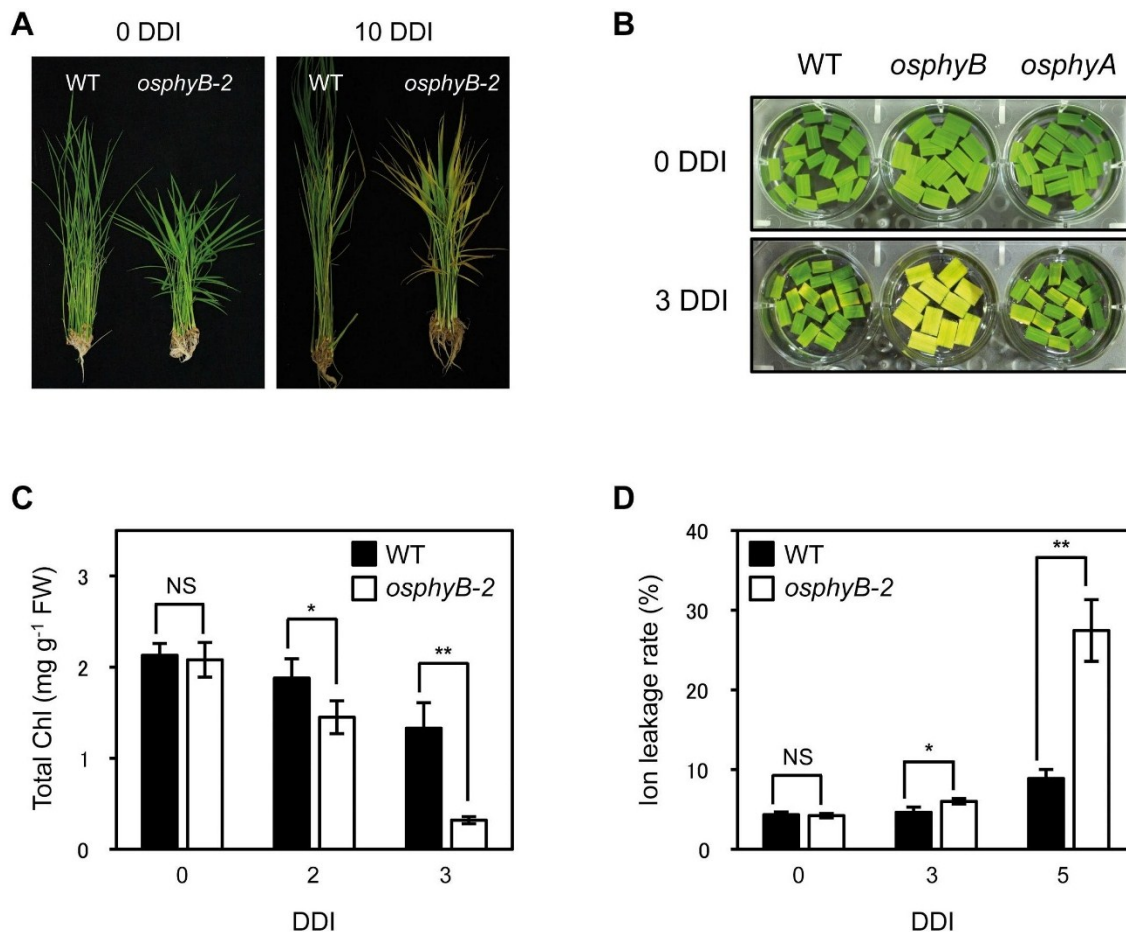 A
0 DDI 10 DDI
WT osphyB-2 WT osphyB-2
B
WT osphyB osphyA
0 DDI
3 DDI
C
Total Chl (mg g⁻¹ FW)
3
2
1
0
WT
osphyB-2
NS * **
0 2 3
DDI
D
Ion leakage rate (%)
40
30
20
10
0
WT
osphyB-2
NS * **
0 3 5
DDI